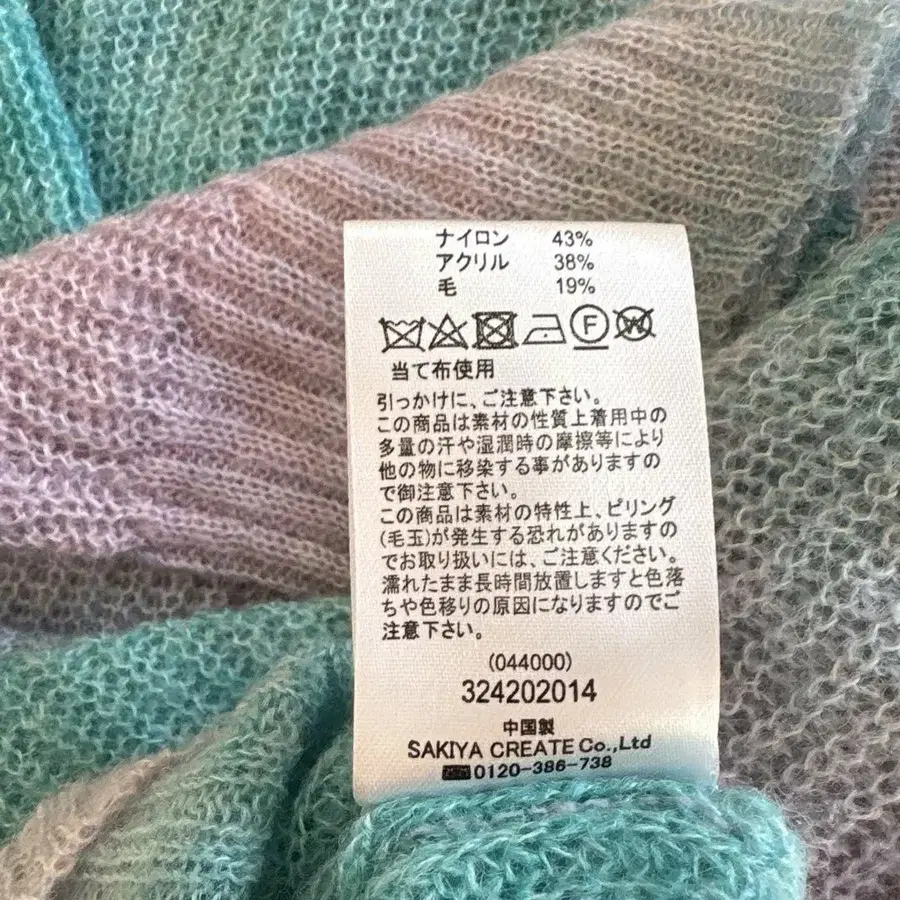 ナイロン 43%
アクリル 38%
毛 19%
F W
当て布使用
引っかけに、ご注意下さい。
この商品は素材の性質上着用中の
多量の汗や湿潤時の摩擦等により
他の物に移染する事がありますの
で御注意下さい。
この商品は素材の特性上、ピリング
(毛玉)が発生する恐れがありますの
でお取り扱いには、ご注意ください。
濡れたまま長時間放置しますと色落
ちや色移りの原因になりますのでご
注意下さい。
(044000)
324202014
中国製
SAKIYA CREATE Co.,Ltd
0120-386-738